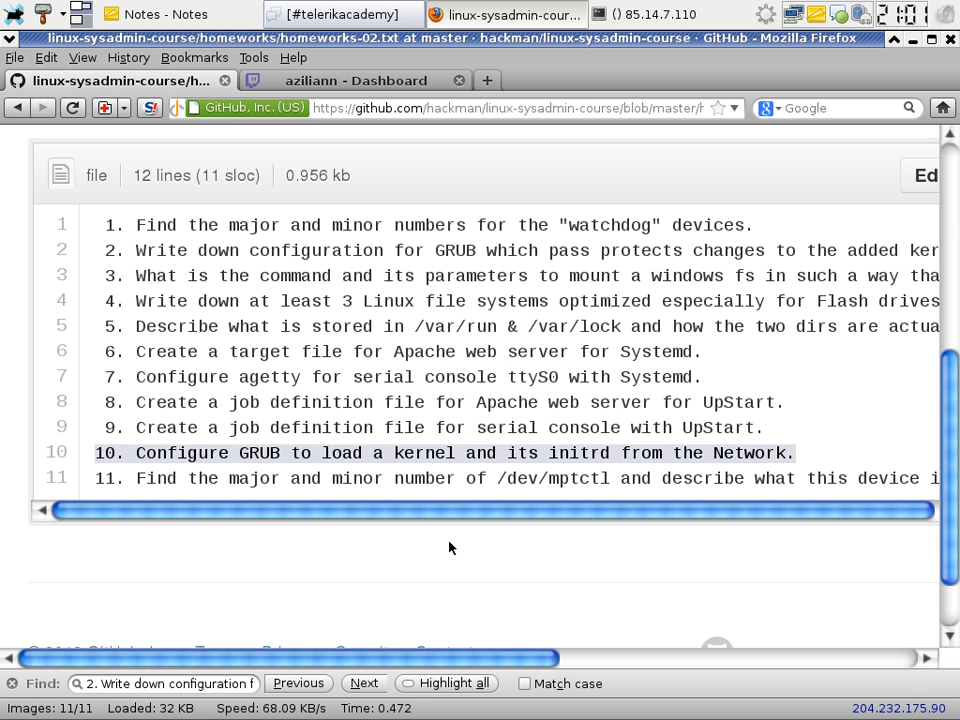 Notes - Notes
[#telerikacademy]
linux-sysadmin-cour...
() 85.14.7.110
21:01
linux-sysadmin-course/homeworks/homeworks-02.txt at master · hackman/linux-sysadmin-course · GitHub - Mozilla Firefox
File Edit View History Bookmarks Tools Help
linux-sysadmin-course/h...
aziliann - Dashboard
GitHub, Inc. (US)
https://github.com/hackman/linux-sysadmin-course/blob/master/h
Google
file
12 lines (11 sloc)
0.956 kb
Ed
1 1. Find the major and minor numbers for the "watchdog" devices.
2 2. Write down configuration for GRUB which pass protects changes to the added ker
3 3. What is the command and its parameters to mount a windows fs in such a way tha
4 4. Write down at least 3 Linux file systems optimized especially for Flash drives
5 5. Describe what is stored in /var/run & /var/lock and how the two dirs are actua
6 6. Create a target file for Apache web server for Systemd.
7 7. Configure agetty for serial console ttyS0 with Systemd.
8 8. Create a job definition file for Apache web server for UpStart.
9 9. Create a job definition file for serial console with UpStart.
10 10. Configure GRUB to load a kernel and its initrd from the Network.
11 11. Find the major and minor number of /dev/mptctl and describe what this device i
Find:
2. Write down configuration f
Previous
Next
Highlight all
Match case
Images: 11/11 Loaded: 32 KB Speed: 68.09 KB/s Time: 0.472
204.232.175.90